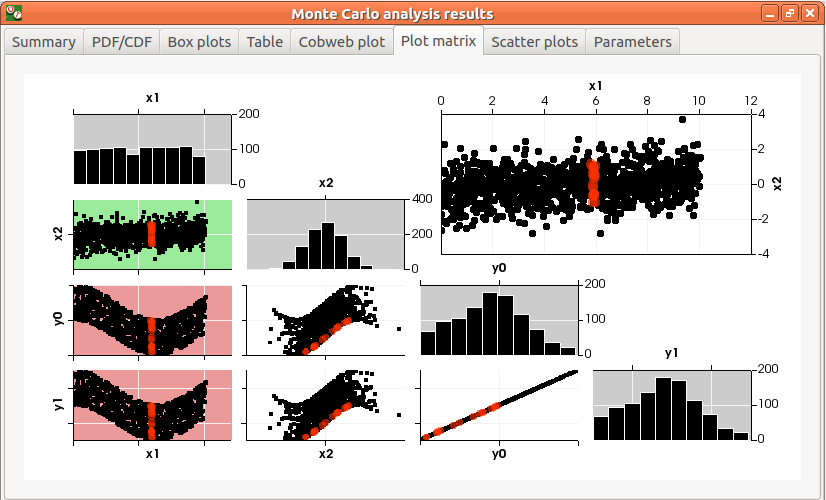 Monte Carlo analysis results
Summary PDF/CDF Box plots Table Cobweb plot Plot matrix Scatter plots Parameters
x1
200
100
0
x1
0 2 4 6 8 10 12
4
2
0
-2
-4
x2
x2
x2
400
200
0
y0
y0
200
100
0
y1
y1
200
100
0
x1 x2 y0